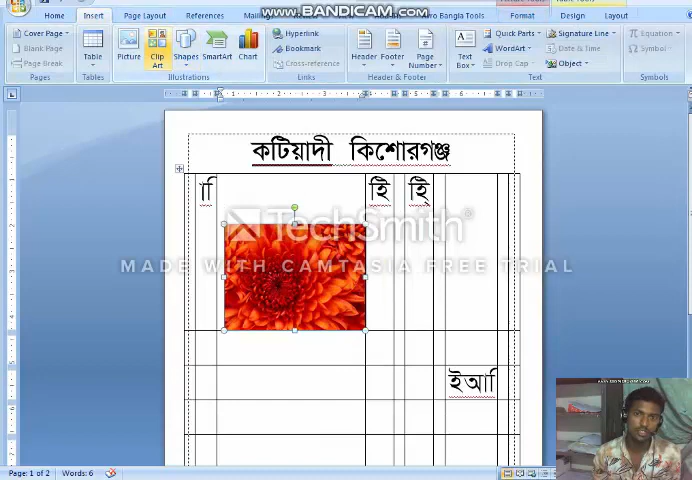 WWW.BANDICAM.COM
Home Insert Page Layout References Bangla Tools Format Design Layout
Cover Page Blank Page Page Break Pages
Table Tables
Picture Clip Art Shapes SmartArt Chart Illustrations
Hyperlink Bookmark Cross-reference Links
Header Footer Page Number Header & Footer
Text Box Quick Parts WordArt Drop Cap Signature Line Date & Time Object Text
Equation Symbol Symbols
কটিয়াদী কিশোরগঞ্জ
TechSmith
MADE WITH CAMTASIA FREE TRIAL
ইআ
Page: 1 of 2 Words: 6